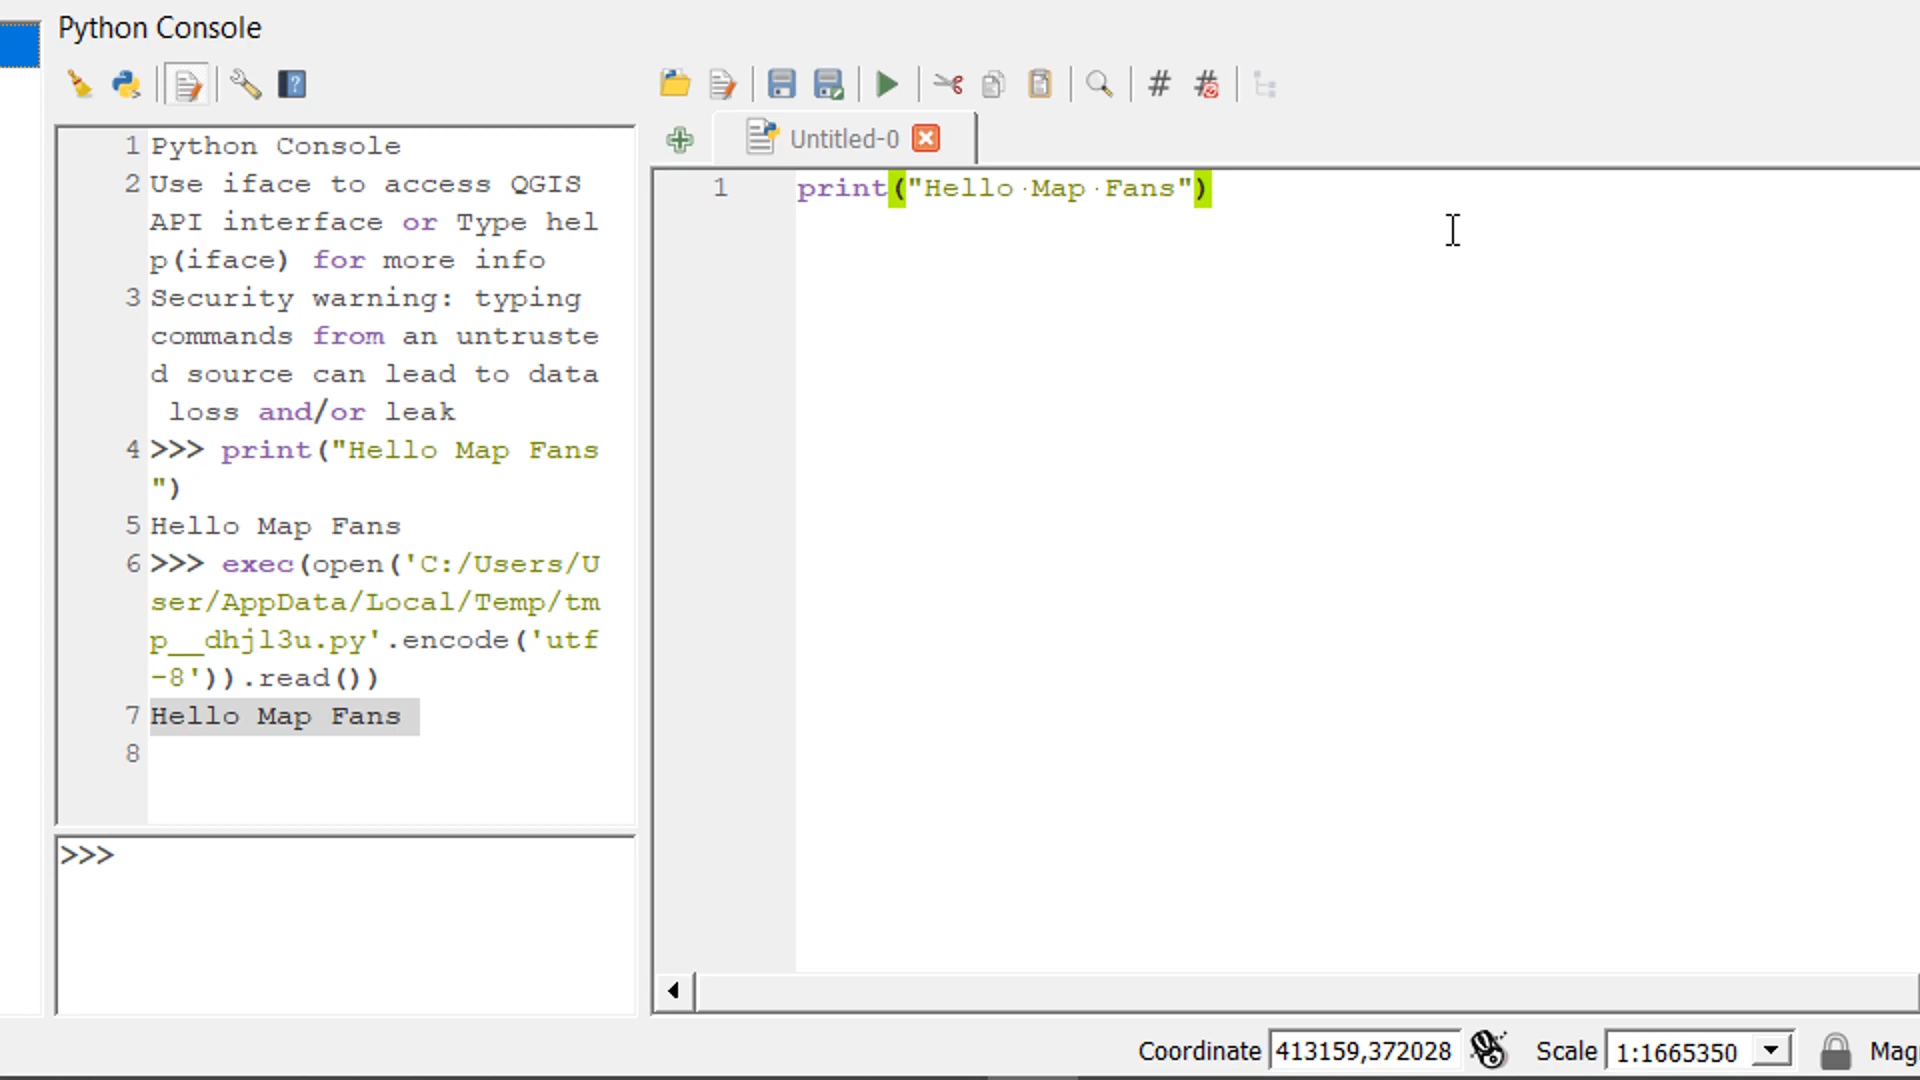 Python Console
1 Python Console
2 Use iface to access QGIS
API interface or Type hel
p(iface) for more info
3 Security warning: typing
commands from an untruste
d source can lead to data
loss and/or leak
4 >>> print("Hello Map Fans
")
5 Hello Map Fans
6 >>> exec(open('C:/Users/U
ser/AppData/Local/Temp/tm
p__dhjl3u.py'.encode('utf
-8')).read())
7 Hello Map Fans
8
>>>
Untitled-0
1 print("Hello·Map·Fans")
Coordinate 413159,372028 Scale 1:1665350 Mag